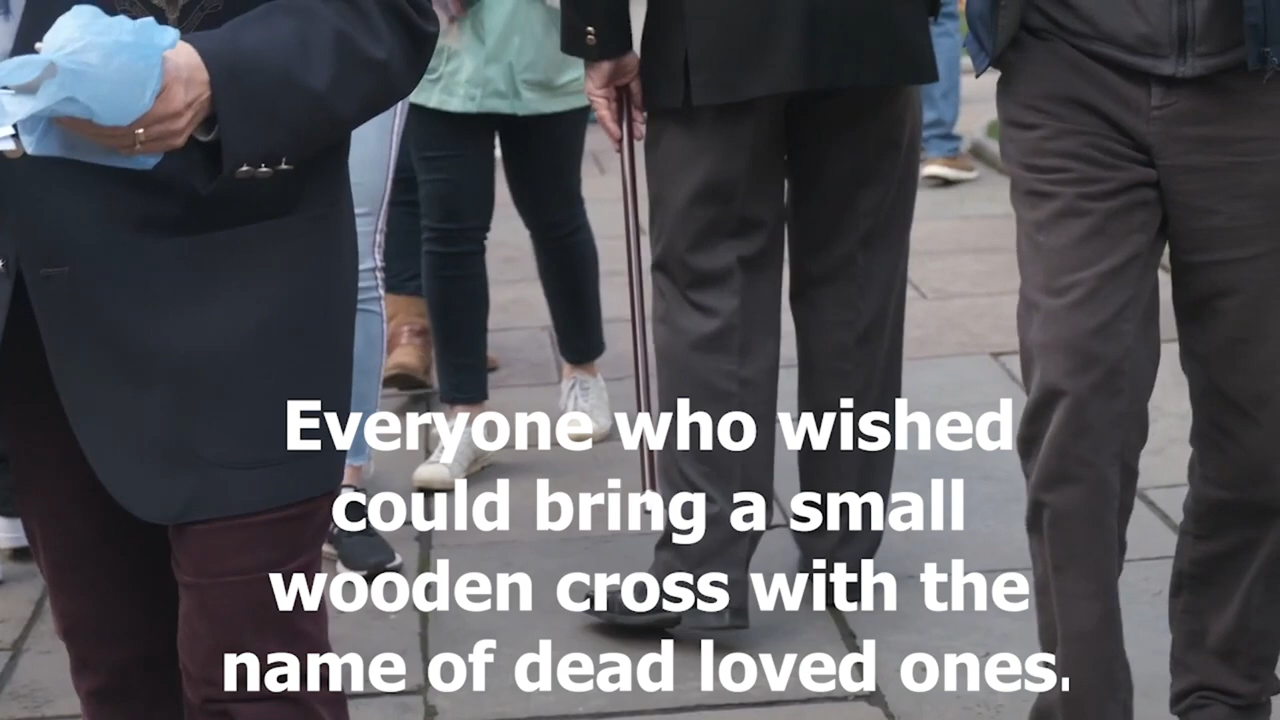 Everyone who wished
could bring a small
wooden cross with the
name of dead loved ones.